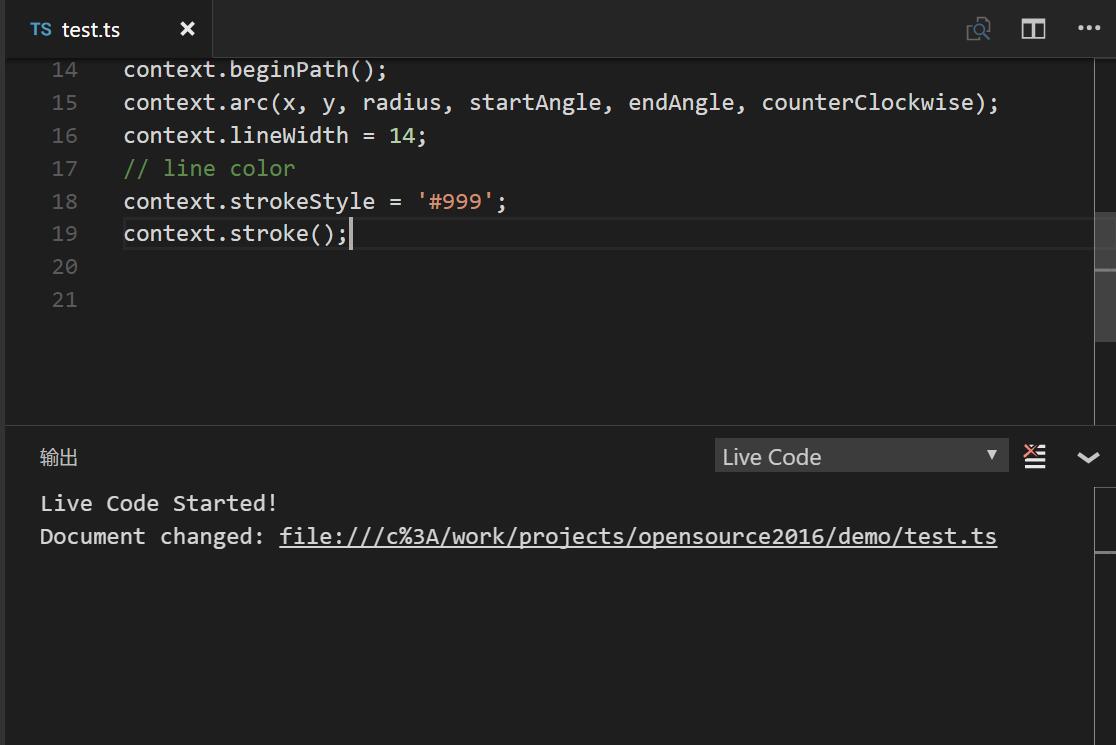 TS test.ts
14 context.beginPath();
15 context.arc(x, y, radius, startAngle, endAngle, counterClockwise);
16 context.lineWidth = 14;
17 // line color
18 context.strokeStyle = '#999';
19 context.stroke();
20
21
输出 Live Code
Live Code Started!
Document changed: file:///c%3A/work/projects/opensource2016/demo/test.ts